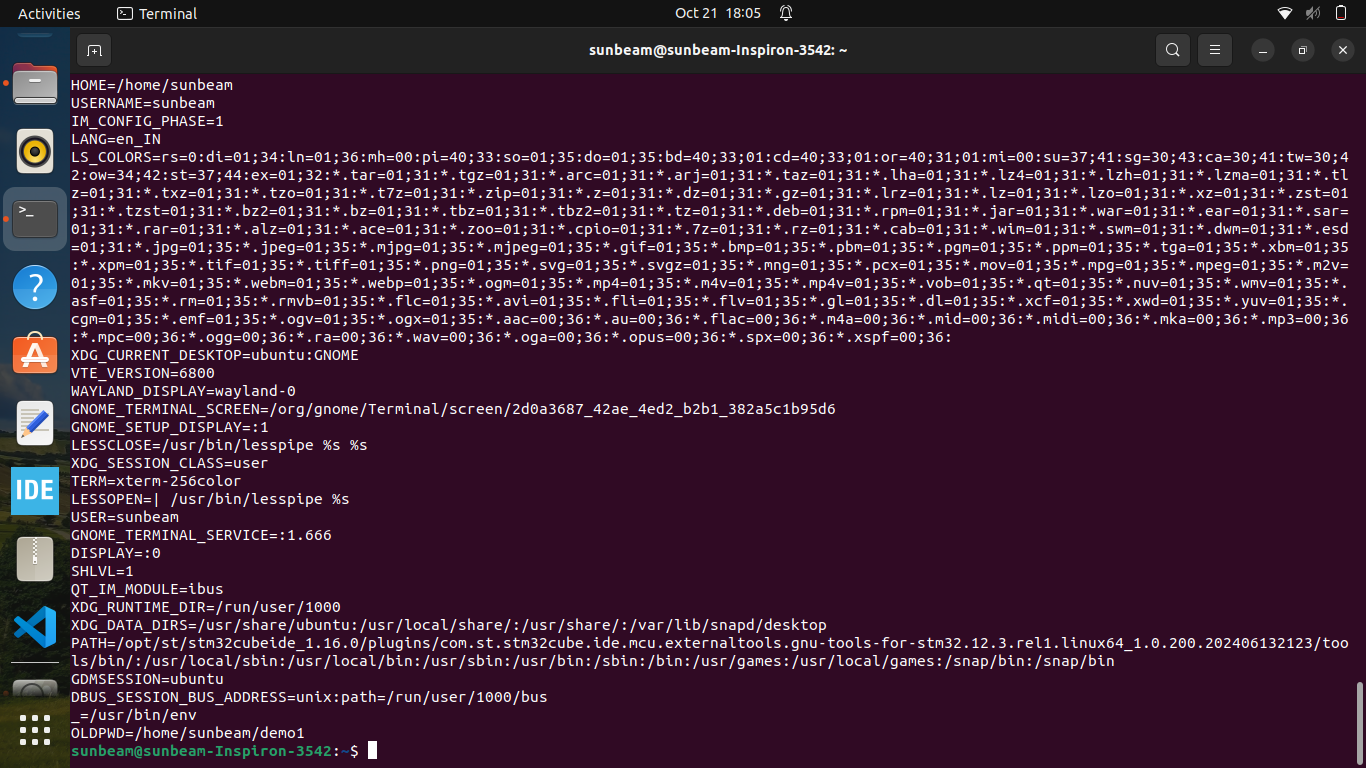 Activities
Terminal
Oct 21 18:05
sunbeam@sunbeam-Inspiron-3542: ~
HOME=/home/sunbeam
USERNAME=sunbeam
IM_CONFIG_PHASE=1
LANG=en_IN
LS_COLORS=rs=0:di=01;34:ln=01;36:mh=00:pi=40;33:so=01;35:do=01;35:bd=40;33;01:cd=40;33;01:or=40;31;01:mi=00:su=37;41:sg=30;43:ca=30;41:tw=30;4
2:ow=34;42:st=37;44:ex=01;32:*.tar=01;31:*.tgz=01;31:*.arc=01;31:*.arj=01;31:*.taz=01;31:*.lha=01;31:*.lz4=01;31:*.lzh=01;31:*.lzma=01;31:*.tl
z=01;31:*.txz=01;31:*.tzo=01;31:*.t7z=01;31:*.zip=01;31:*.z=01;31:*.dz=01;31:*.gz=01;31:*.lrz=01;31:*.lz=01;31:*.lzo=01;31:*.xz=01;31:*.zst=01
;31:*.tzst=01;31:*.bz2=01;31:*.bz=01;31:*.tbz=01;31:*.tbz2=01;31:*.tz=01;31:*.deb=01;31:*.rpm=01;31:*.jar=01;31:*.war=01;31:*.ear=01;31:*.sar=
01;31:*.rar=01;31:*.alz=01;31:*.ace=01;31:*.zoo=01;31:*.cpio=01;31:*.7z=01;31:*.rz=01;31:*.cab=01;31:*.wim=01;31:*.swm=01;31:*.dwm=01;31:*.esd
=01;31:*.jpg=01;35:*.jpeg=01;35:*.mjpg=01;35:*.mjpeg=01;35:*.gif=01;35:*.bmp=01;35:*.pbm=01;35:*.pgm=01;35:*.ppm=01;35:*.tga=01;35:*.xbm=01;35
:*.xpm=01;35:*.tif=01;35:*.tiff=01;35:*.png=01;35:*.svg=01;35:*.svgz=01;35:*.mng=01;35:*.pcx=01;35:*.mov=01;35:*.mpg=01;35:*.mpeg=01;35:*.m2v=
01;35:*.mkv=01;35:*.webm=01;35:*.webp=01;35:*.ogm=01;35:*.mp4=01;35:*.m4v=01;35:*.mp4v=01;35:*.vob=01;35:*.qt=01;35:*.nuv=01;35:*.wmv=01;35:*.
asf=01;35:*.rm=01;35:*.rmvb=01;35:*.flc=01;35:*.avi=01;35:*.fli=01;35:*.flv=01;35:*.gl=01;35:*.dl=01;35:*.xcf=01;35:*.xwd=01;35:*.yuv=01;35:*.
cgm=01;35:*.emf=01;35:*.ogv=01;35:*.ogx=01;35:*.aac=00;36:*.au=00;36:*.flac=00;36:*.m4a=00;36:*.mid=00;36:*.midi=00;36:*.mka=00;36:*.mp3=00;36
:*.mpc=00;36:*.ogg=00;36:*.ra=00;36:*.wav=00;36:*.oga=00;36:*.opus=00;36:*.spx=00;36:*.xspf=00;36:
XDG_CURRENT_DESKTOP=ubuntu:GNOME
VTE_VERSION=6800
WAYLAND_DISPLAY=wayland-0
GNOME_TERMINAL_SCREEN=/org/gnome/Terminal/screen/2d0a3687_42ae_4ed2_b2b1_382a5c1b95d6
GNOME_SETUP_DISPLAY=:1
LESSCLOSE=/usr/bin/lesspipe %s %s
XDG_SESSION_CLASS=user
TERM=xterm-256color
LESSOPEN=| /usr/bin/lesspipe %s
USER=sunbeam
GNOME_TERMINAL_SERVICE=:1.666
DISPLAY=:0
SHLVL=1
QT_IM_MODULE=ibus
XDG_RUNTIME_DIR=/run/user/1000
XDG_DATA_DIRS=/usr/share/ubuntu:/usr/local/share/:/usr/share/:/var/lib/snapd/desktop
PATH=/opt/st/stm32cubeide_1.16.0/plugins/com.st.stm32cube.ide.mcu.externaltools.gnu-tools-for-stm32.12.3.rel1.linux64_1.0.200.202406132123/too
ls/bin/:/usr/local/sbin:/usr/local/bin:/usr/sbin:/usr/bin:/sbin:/bin:/usr/games:/usr/local/games:/snap/bin:/snap/bin
GDMSESSION=ubuntu
DBUS_SESSION_BUS_ADDRESS=unix:path=/run/user/1000/bus
_=/usr/bin/env
OLDPWD=/home/sunbeam/demo1
sunbeam@sunbeam-Inspiron-3542:~$
IDE